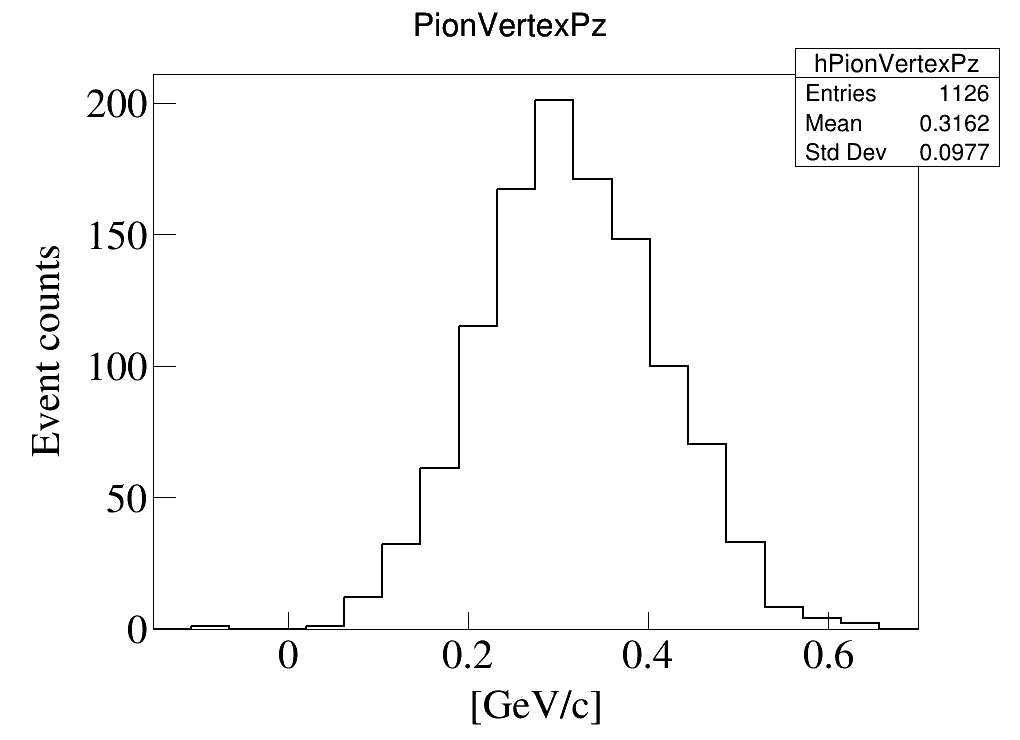 PionVertexPz
hPionVertexPz
Entries 1126
Mean 0.3162
Std Dev 0.0977
200
150
100
50
0
Event counts
0 0.2 0.4 0.6
[GeV/c]